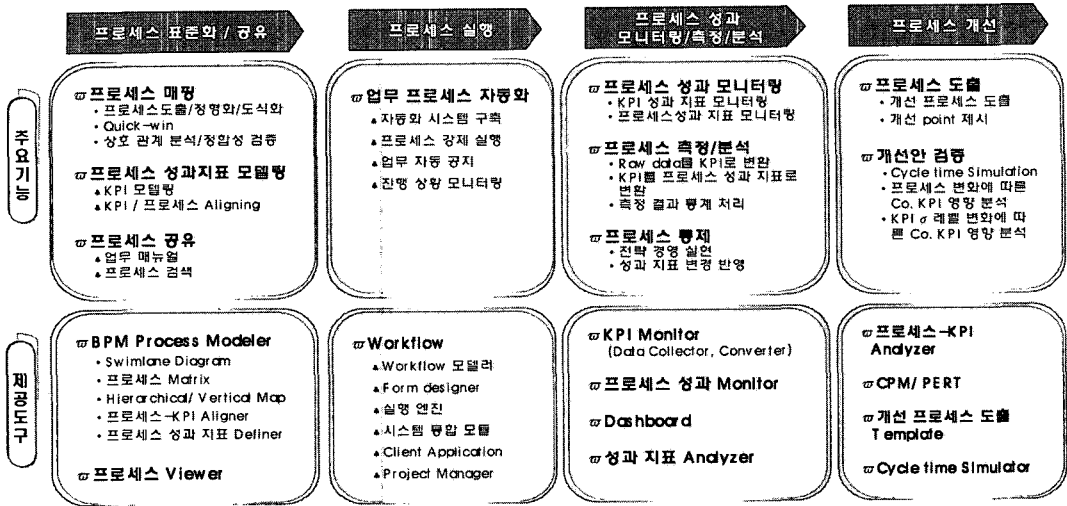 프로세스 표준화 / 공유
프로세스 실행
프로세스 성과
모니터링/측정/분석
프로세스 개선
주요기능
ϖ프로세스 매핑
• 프로세스도출/정형화/도식화
• Quick-win
• 상호 관계 분석/정합성 검증
ϖ프로세스 성과지표 모델링
▲KPI 모델링
▲KPI / 프로세스 Aligning
ϖ프로세스 공유
▲업무 매뉴얼
▲프로세스 검색
ϖ업무 프로세스 자동화
▲자동화 시스템 구축
▲프로세스 강제 실행
▲업무 자동 공지
▲진행 상황 모니터링
ϖ프로세스 성과 모니터링
• KPI 성과 지표 모니터링
• 프로세스성과 지표 모니터링
ϖ프로세스 측정/분석
• Raw data를 KPI로 변환
• KPI를 프로세스 성과 지표로
변환
• 측정 결과 통계 처리
ϖ프로세스 통제
• 전략 경영 실현
• 성과 지표 변경 반영
ϖ프로세스 도출
• 개선 프로세스 도출
• 개선 point 제시
ϖ개선안 검증
• Cycle time Simulation
• 프로세스 변화에 따른
Co. KPI 영향 분석
• KPI σ 레벨 변화에 따
른 Co. KPI 영향 분석
제공도구
ϖBPM Process Modeler
• Swimlane Diagram
• 프로세스 Matrix
• Hierarchical/ Vertical Map
• 프로세스-KPI Aligner
• 프로세스 성과 지표 Definer
ϖ프로세스 Viewer
ϖWorkflow
▲Workflow 모델러
▲Form designer
▲실행 엔진
▲시스템 통합 모듈
▲Client Application
▲Project Manager
ϖKPI Monitor
(Data Collector, Converter)
ϖ프로세스 성과 Monitor
ϖDashboard
ϖ성과 지표 Analyzer
ϖ프로세스-KPI
Analyzer
ϖCPM/ PERT
ϖ개선 프로세스 도출
Template
ϖCycle time Simulator